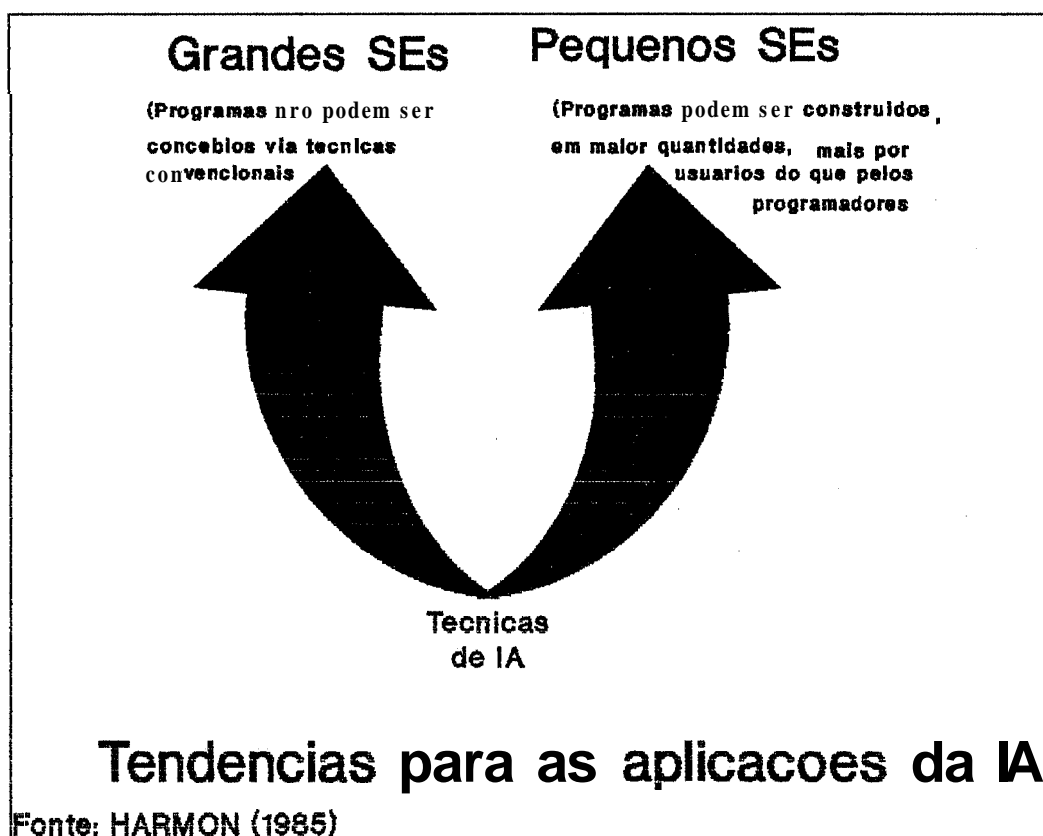 Grandes SEs
(Programas nro podem ser
concebios via tecnicas
convencionais
Pequenos SEs
(Programas podem ser construidos,
em maior quantidades, mais por
usuarios do que pelos
programadores
Tecnicas
de IA
Tendencias para as aplicacoes da IA
Fonte: HARMON (1985)